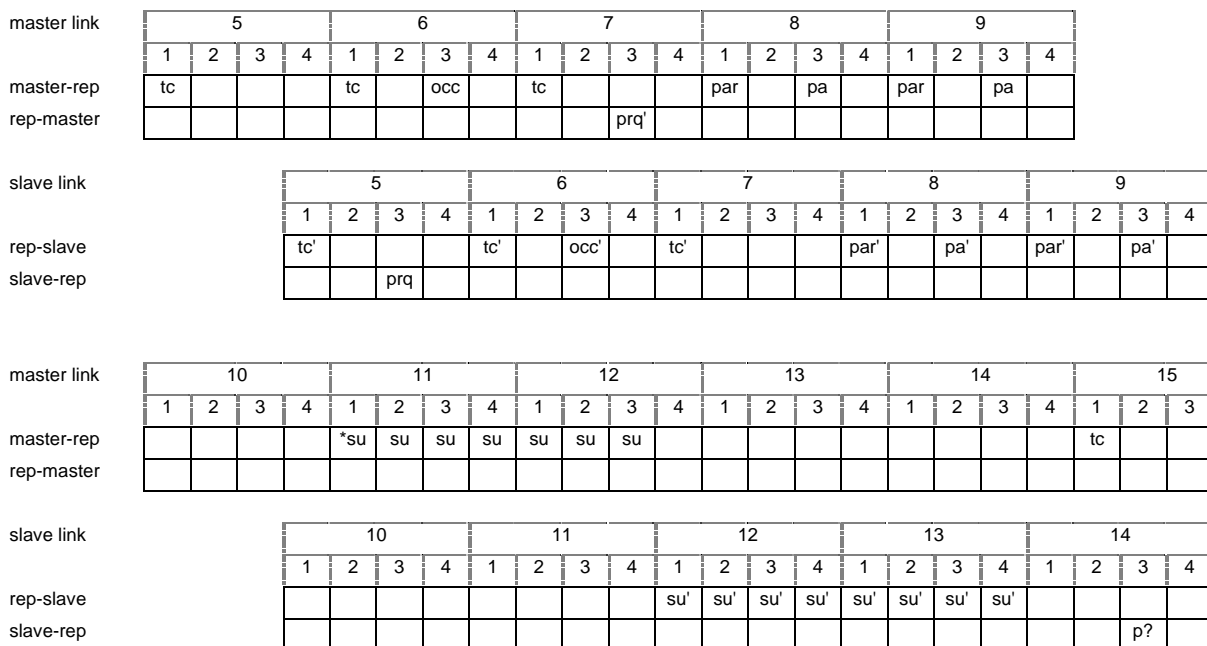 master link 5 6 7 8 9
1 2 3 4 1 2 3 4 1 2 3 4 1 2 3 4 1 2 3 4
master-rep tc tc occ tc par pa par pa
rep-master prq'
slave link 5 6 7 8 9
1 2 3 4 1 2 3 4 1 2 3 4 1 2 3 4 1 2 3 4
rep-slave tc' tc' occ' tc' par' pa' par' pa'
slave-rep prq
master link 10 11 12 13 14 15
1 2 3 4 1 2 3 4 1 2 3 4 1 2 3 4 1 2 3 4 1 2 3
master-rep *su su su su su su su tc
rep-master
slave link 10 11 12 13 14
1 2 3 4 1 2 3 4 1 2 3 4 1 2 3 4 1 2 3 4
rep-slave su' su' su' su' su' su' su' su'
slave-rep p?